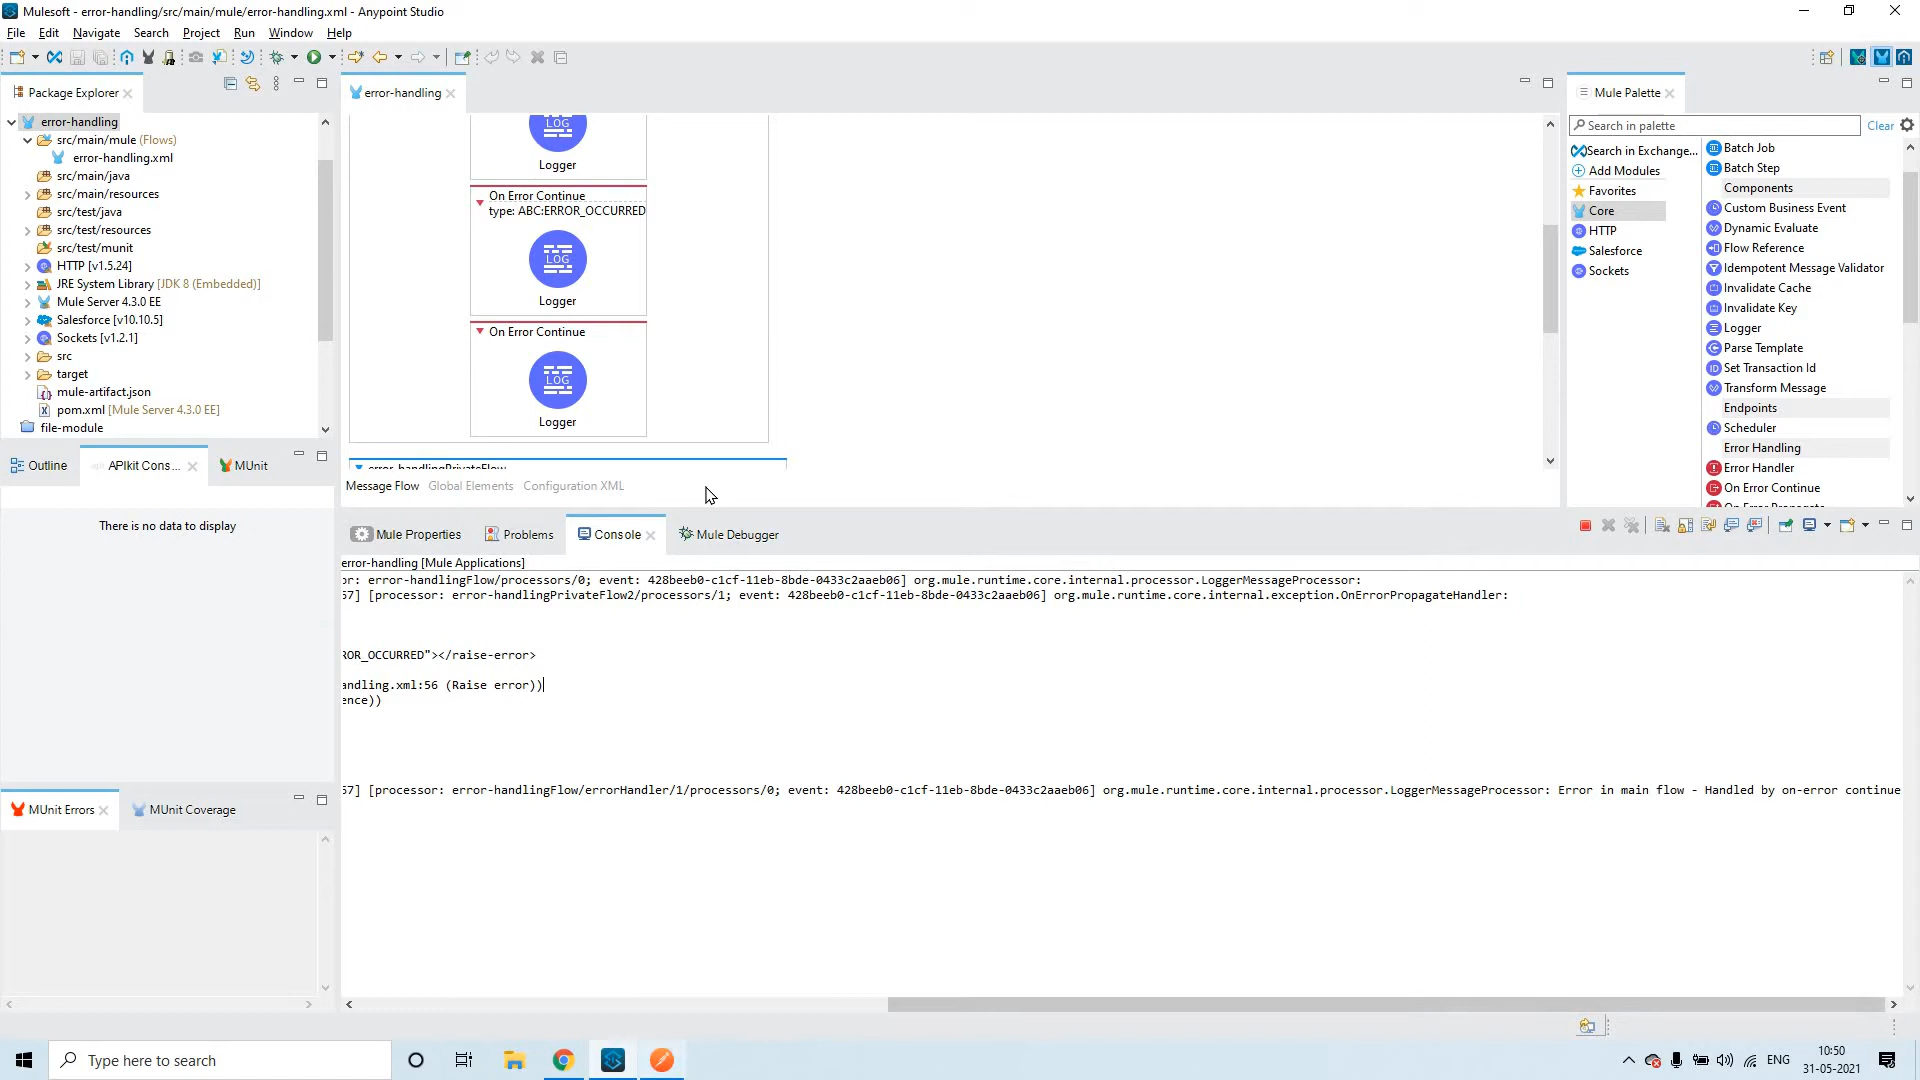 Mulesoft - error-handling/src/main/mule/error-handling.xml - Anypoint Studio
File Edit Navigate Search Project Run Window Help
Package Explorer
error-handling
src/main/mule (Flows)
error-handling.xml
src/main/java
src/main/resources
src/test/java
src/test/resources
src/test/munit
HTTP [v1.5.24]
JRE System Library [JDK 8 (Embedded)]
Mule Server 4.3.0 EE
Salesforce [v10.10.5]
Sockets [v1.2.1]
src
target
mule-artifact.json
pom.xml [Mule Server 4.3.0 EE]
file-module
Outline
APIkit Cons...
MUnit
There is no data to display
MUnit Errors
MUnit Coverage
error-handling
LOG
Logger
On Error Continue
type: ABC:ERROR_OCCURRED
LOG
Logger
On Error Continue
LOG
Logger
error-handlingPrivateFlow
Message Flow Global Elements Configuration XML
Mule Palette
Search in palette
Clear
Search in Exchange...
Add Modules
Favorites
Core
HTTP
Salesforce
Sockets
Batch Job
Batch Step
Components
Custom Business Event
Dynamic Evaluate
Flow Reference
Idempotent Message Validator
Invalidate Cache
Invalidate Key
Logger
Parse Template
Set Transaction Id
Transform Message
Endpoints
Scheduler
Error Handling
Error Handler
On Error Continue
On Error Propagate
Mule Properties
Problems
Console
Mule Debugger
error-handling [Mule Applications]
or: error-handlingFlow/processors/0; event: 428beeb0-c1cf-11eb-8bde-0433c2aaeb06] org.mule.runtime.core.internal.processor.LoggerMessageProcessor:
57] [processor: error-handlingPrivateFlow2/processors/1; event: 428beeb0-c1cf-11eb-8bde-0433c2aaeb06] org.mule.runtime.core.internal.exception.OnErrorPropagateHandler:
ROR_OCCURRED"></raise-error>
andling.xml:56 (Raise error))
ence))
57] [processor: error-handlingFlow/errorHandler/1/processors/0; event: 428beeb0-c1cf-11eb-8bde-0433c2aaeb06] org.mule.runtime.core.internal.processor.LoggerMessageProcessor: Error in main flow - Handled by on-error continue
Type here to search
ENG
10:50
31-05-2021